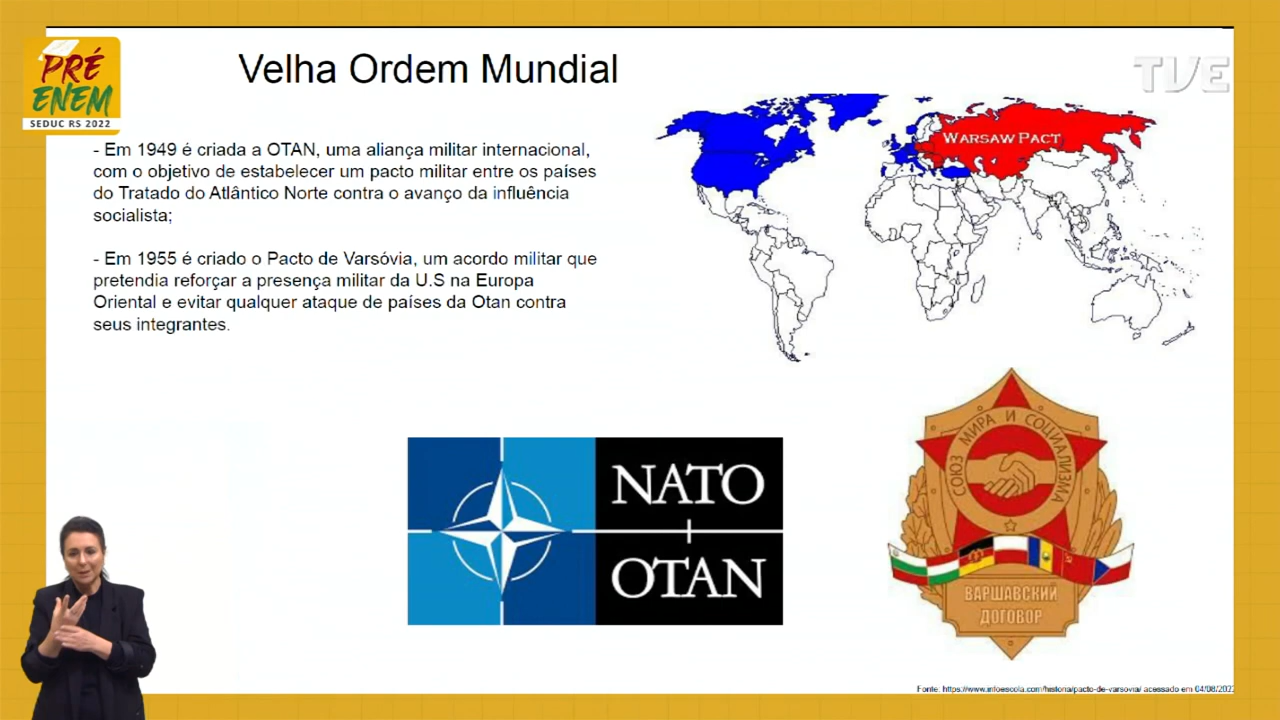 PRÉ
ENEM
SEDUC RS 2022
Velha Ordem Mundial
TVE
- Em 1949 é criada a OTAN, uma aliança militar internacional,
com o objetivo de estabelecer um pacto militar entre os países
do Tratado do Atlântico Norte contra o avanço da influência
socialista;
- Em 1955 é criado o Pacto de Varsóvia, um acordo militar que
pretendia reforçar a presença militar da U.S na Europa
Oriental e evitar qualquer ataque de países da Otan contra
seus integrantes.
WARSAW PACT
NATO
OTAN
СОЮЗ МИРА И СОЦИАЛИЗМА
ВАРШАВСКИЙ
ДОГОВОР
Fonte: https://www.infoescola.com/historia/pacto-de-varsovia/ acessado em 04/08/2022